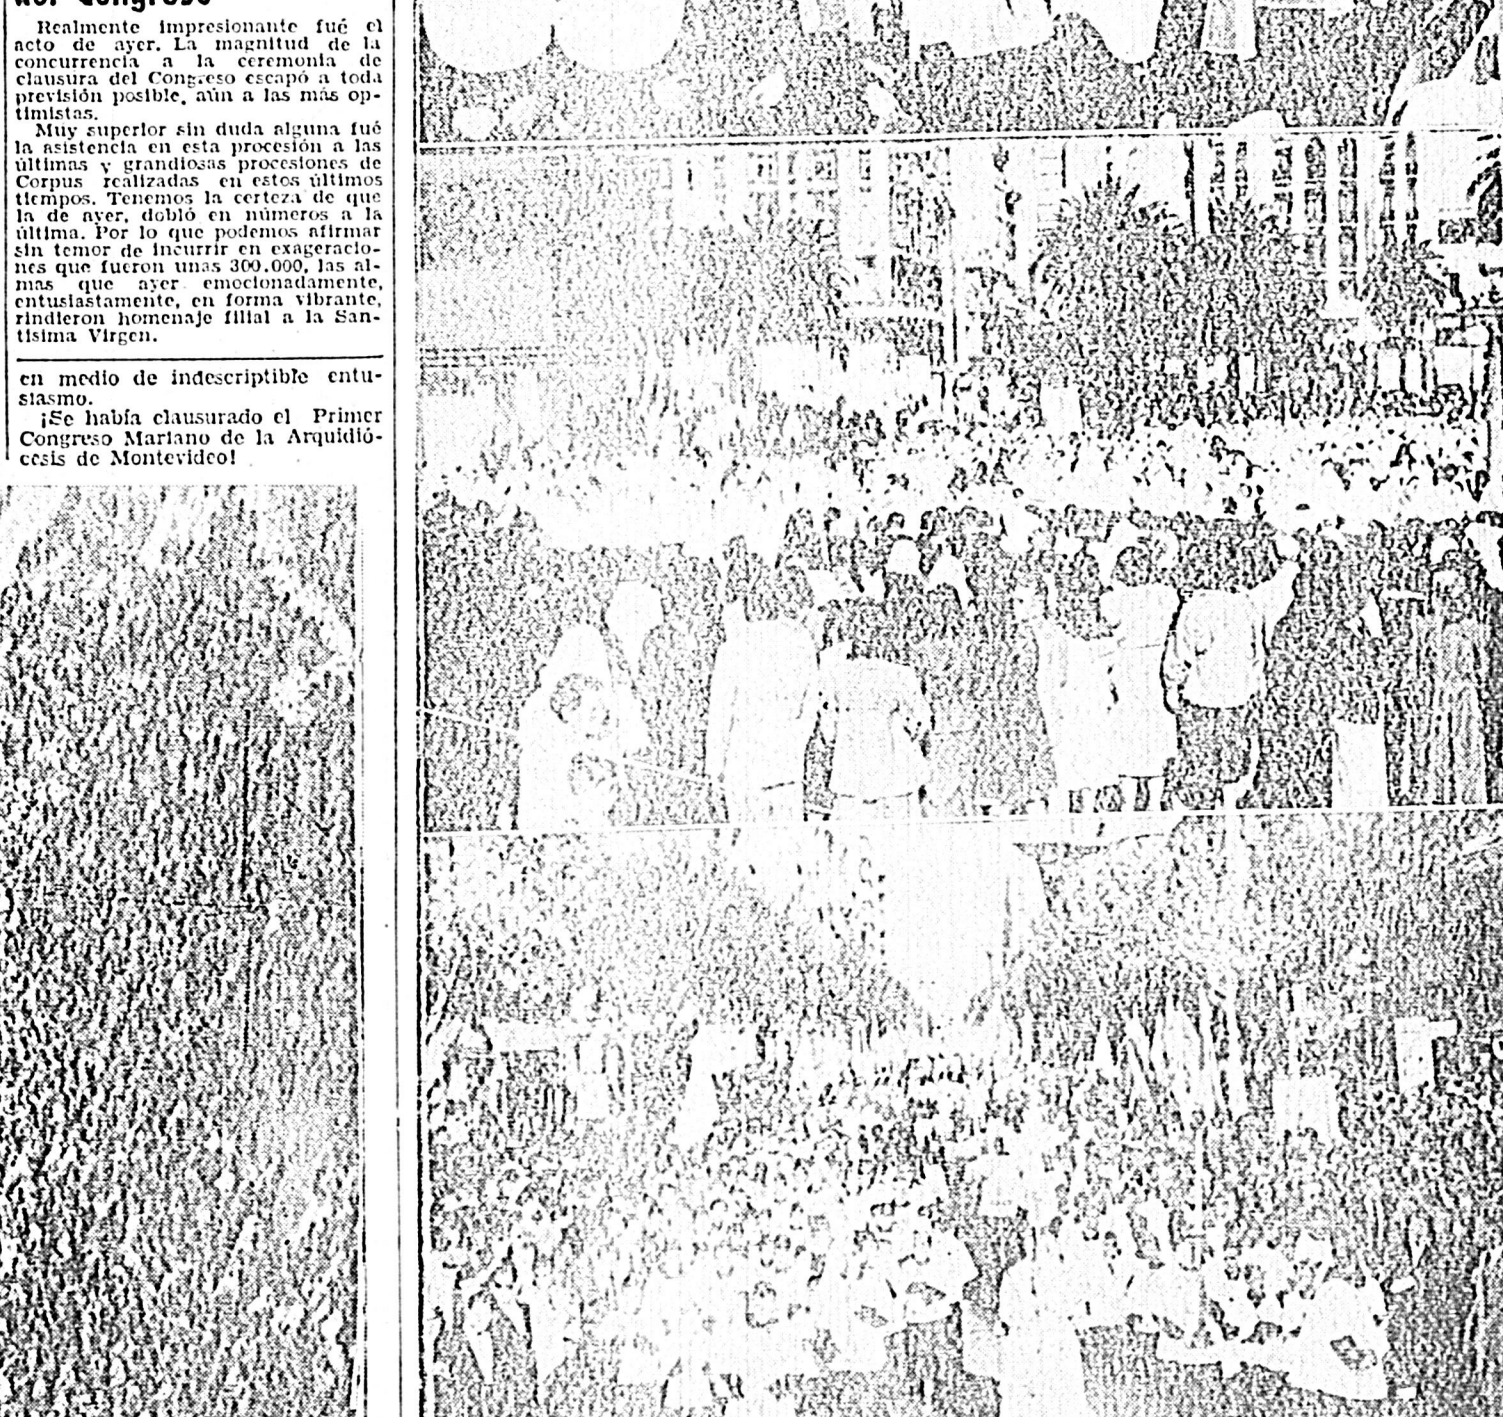 del Congreso
Realmente impresionante fué el
acto de ayer. La magnitud de la
concurrencia a la ceremonia de
clausura del Congreso escapó a toda
previsión posible, aún a las más op-
timistas.
Muy superior sin duda alguna fué
la asistencia en esta procesión a las
últimas y grandiosas procesiones de
Corpus realizadas en estos últimos
tiempos. Tenemos la certeza de que
la de ayer, dobló en números a la
última. Por lo que podemos afirmar
sin temor de incurrir en exageracio-
nes que fueron unas 300.000, las al-
mas que ayer emocionadamente,
entusiastamente, en forma vibrante,
rindieron homenaje filial a la San-
tísima Virgen.
en medio de indescriptible entu-
siasmo.
¡Se había clausurado el Primer
Congreso Mariano de la Arquidió-
cesis de Montevideo!